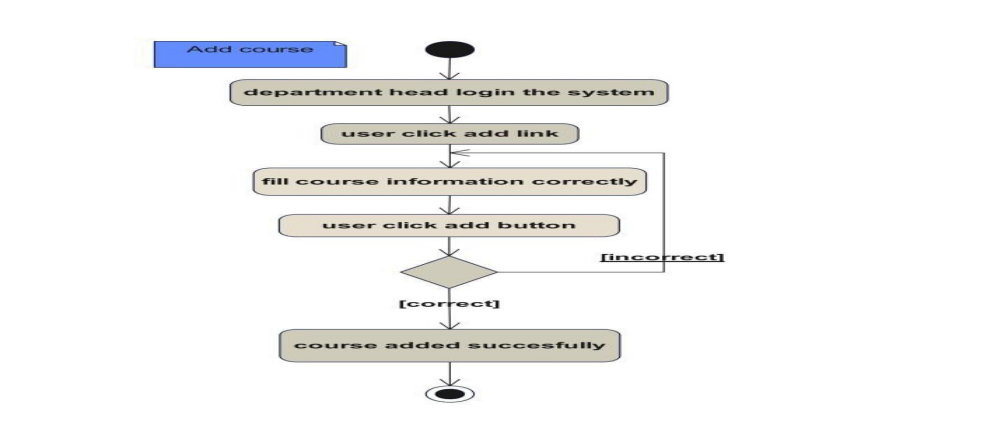 Add course
department head login the system
user click add link
fill course information correctly
user click add button
[incorrect]
[correct]
course added succesfully